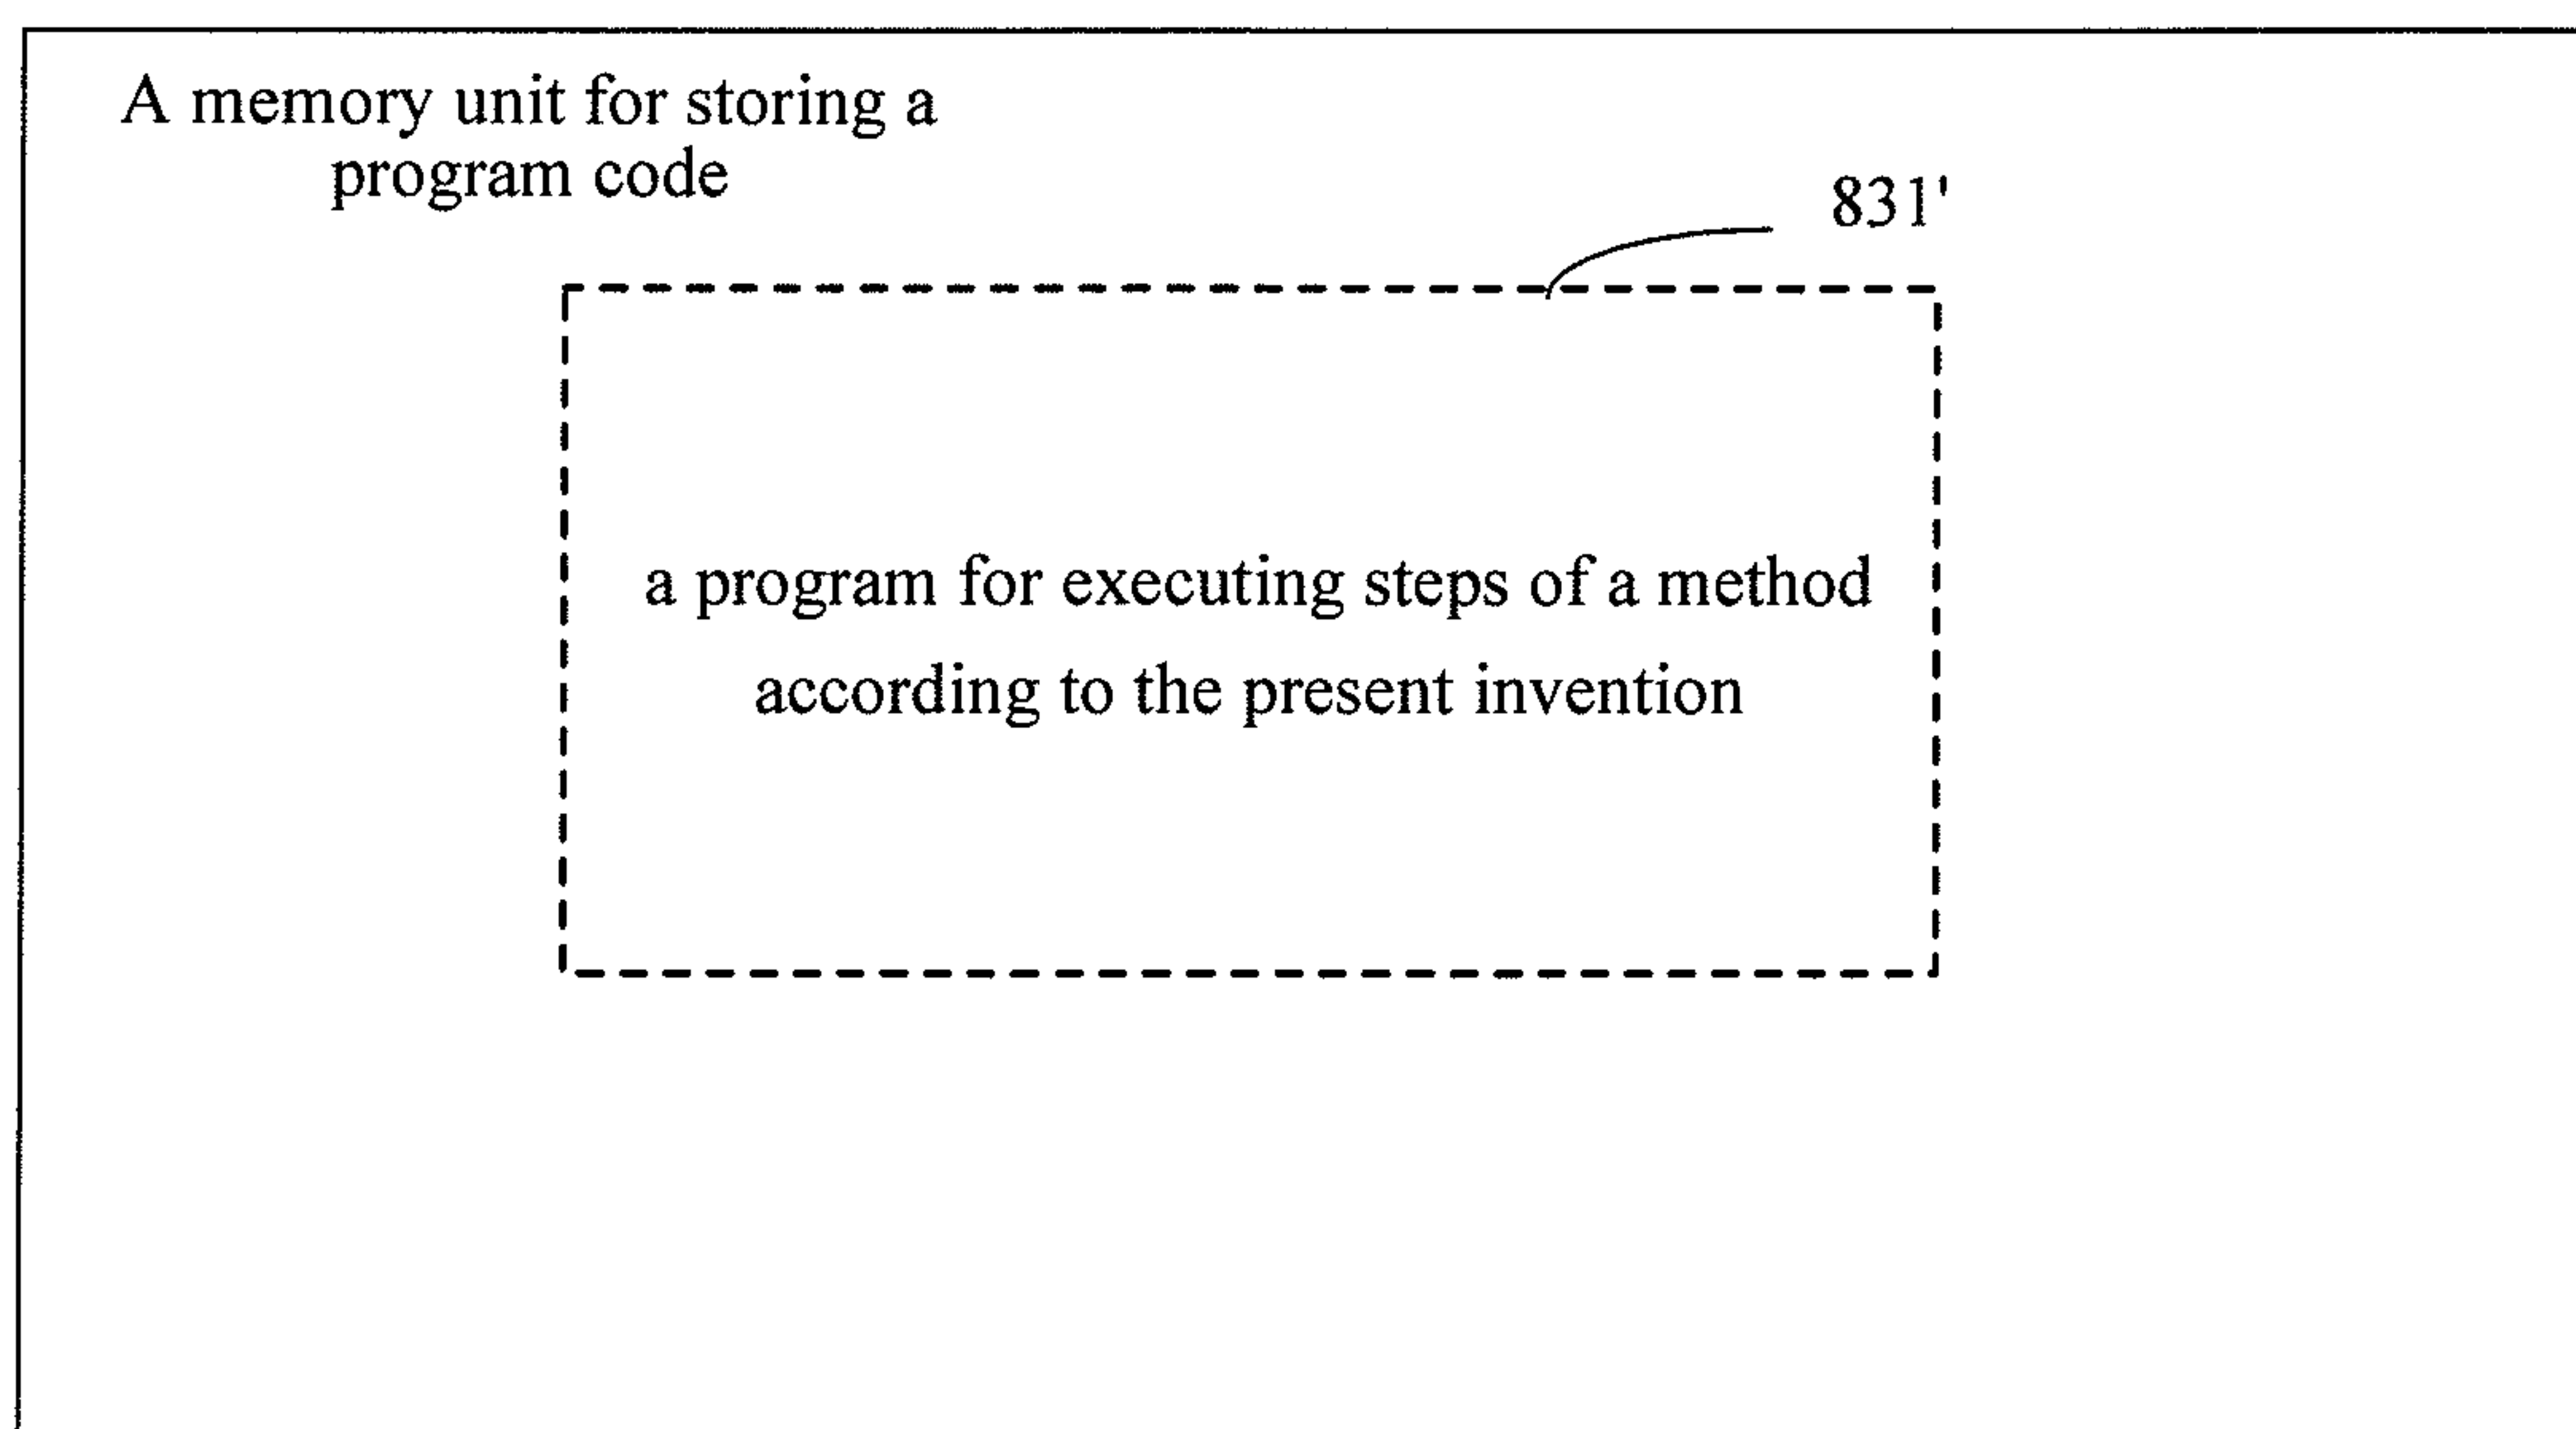 A memory unit for storing a
program code
831'
a program for executing steps of a method
according to the present invention